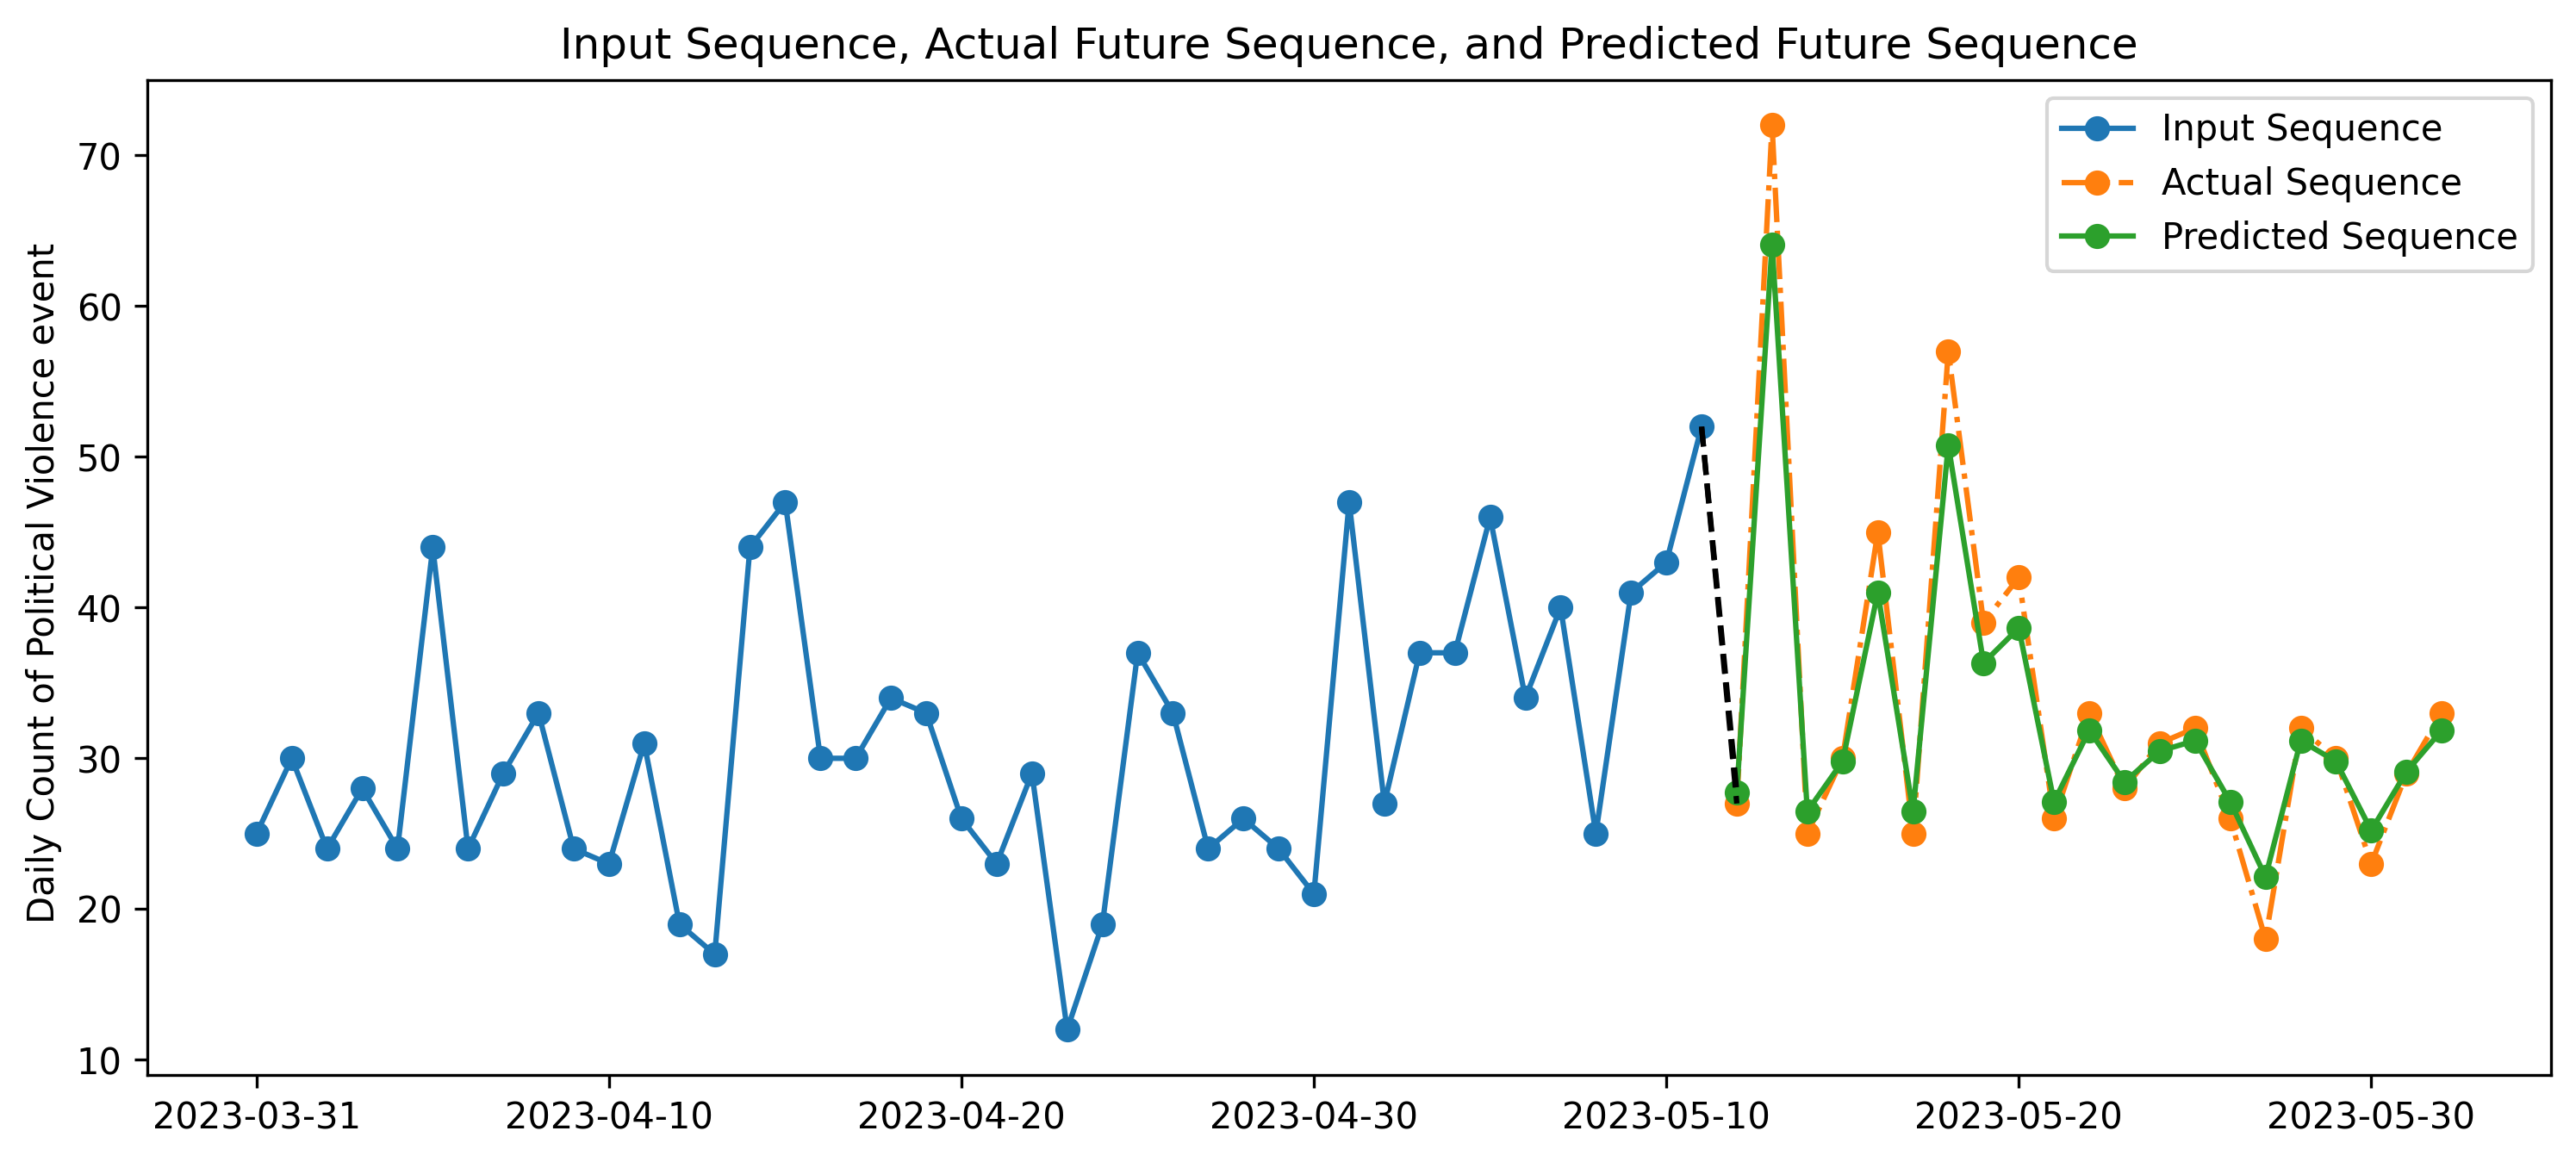 Input Sequence, Actual Future Sequence, and Predicted Future Sequence
Input Sequence
Actual Sequence
Predicted Sequence
Daily Count of Political Violence event
70
60
50
40
30
20
10
2023-03-31 2023-04-10 2023-04-20 2023-04-30 2023-05-10 2023-05-20 2023-05-30